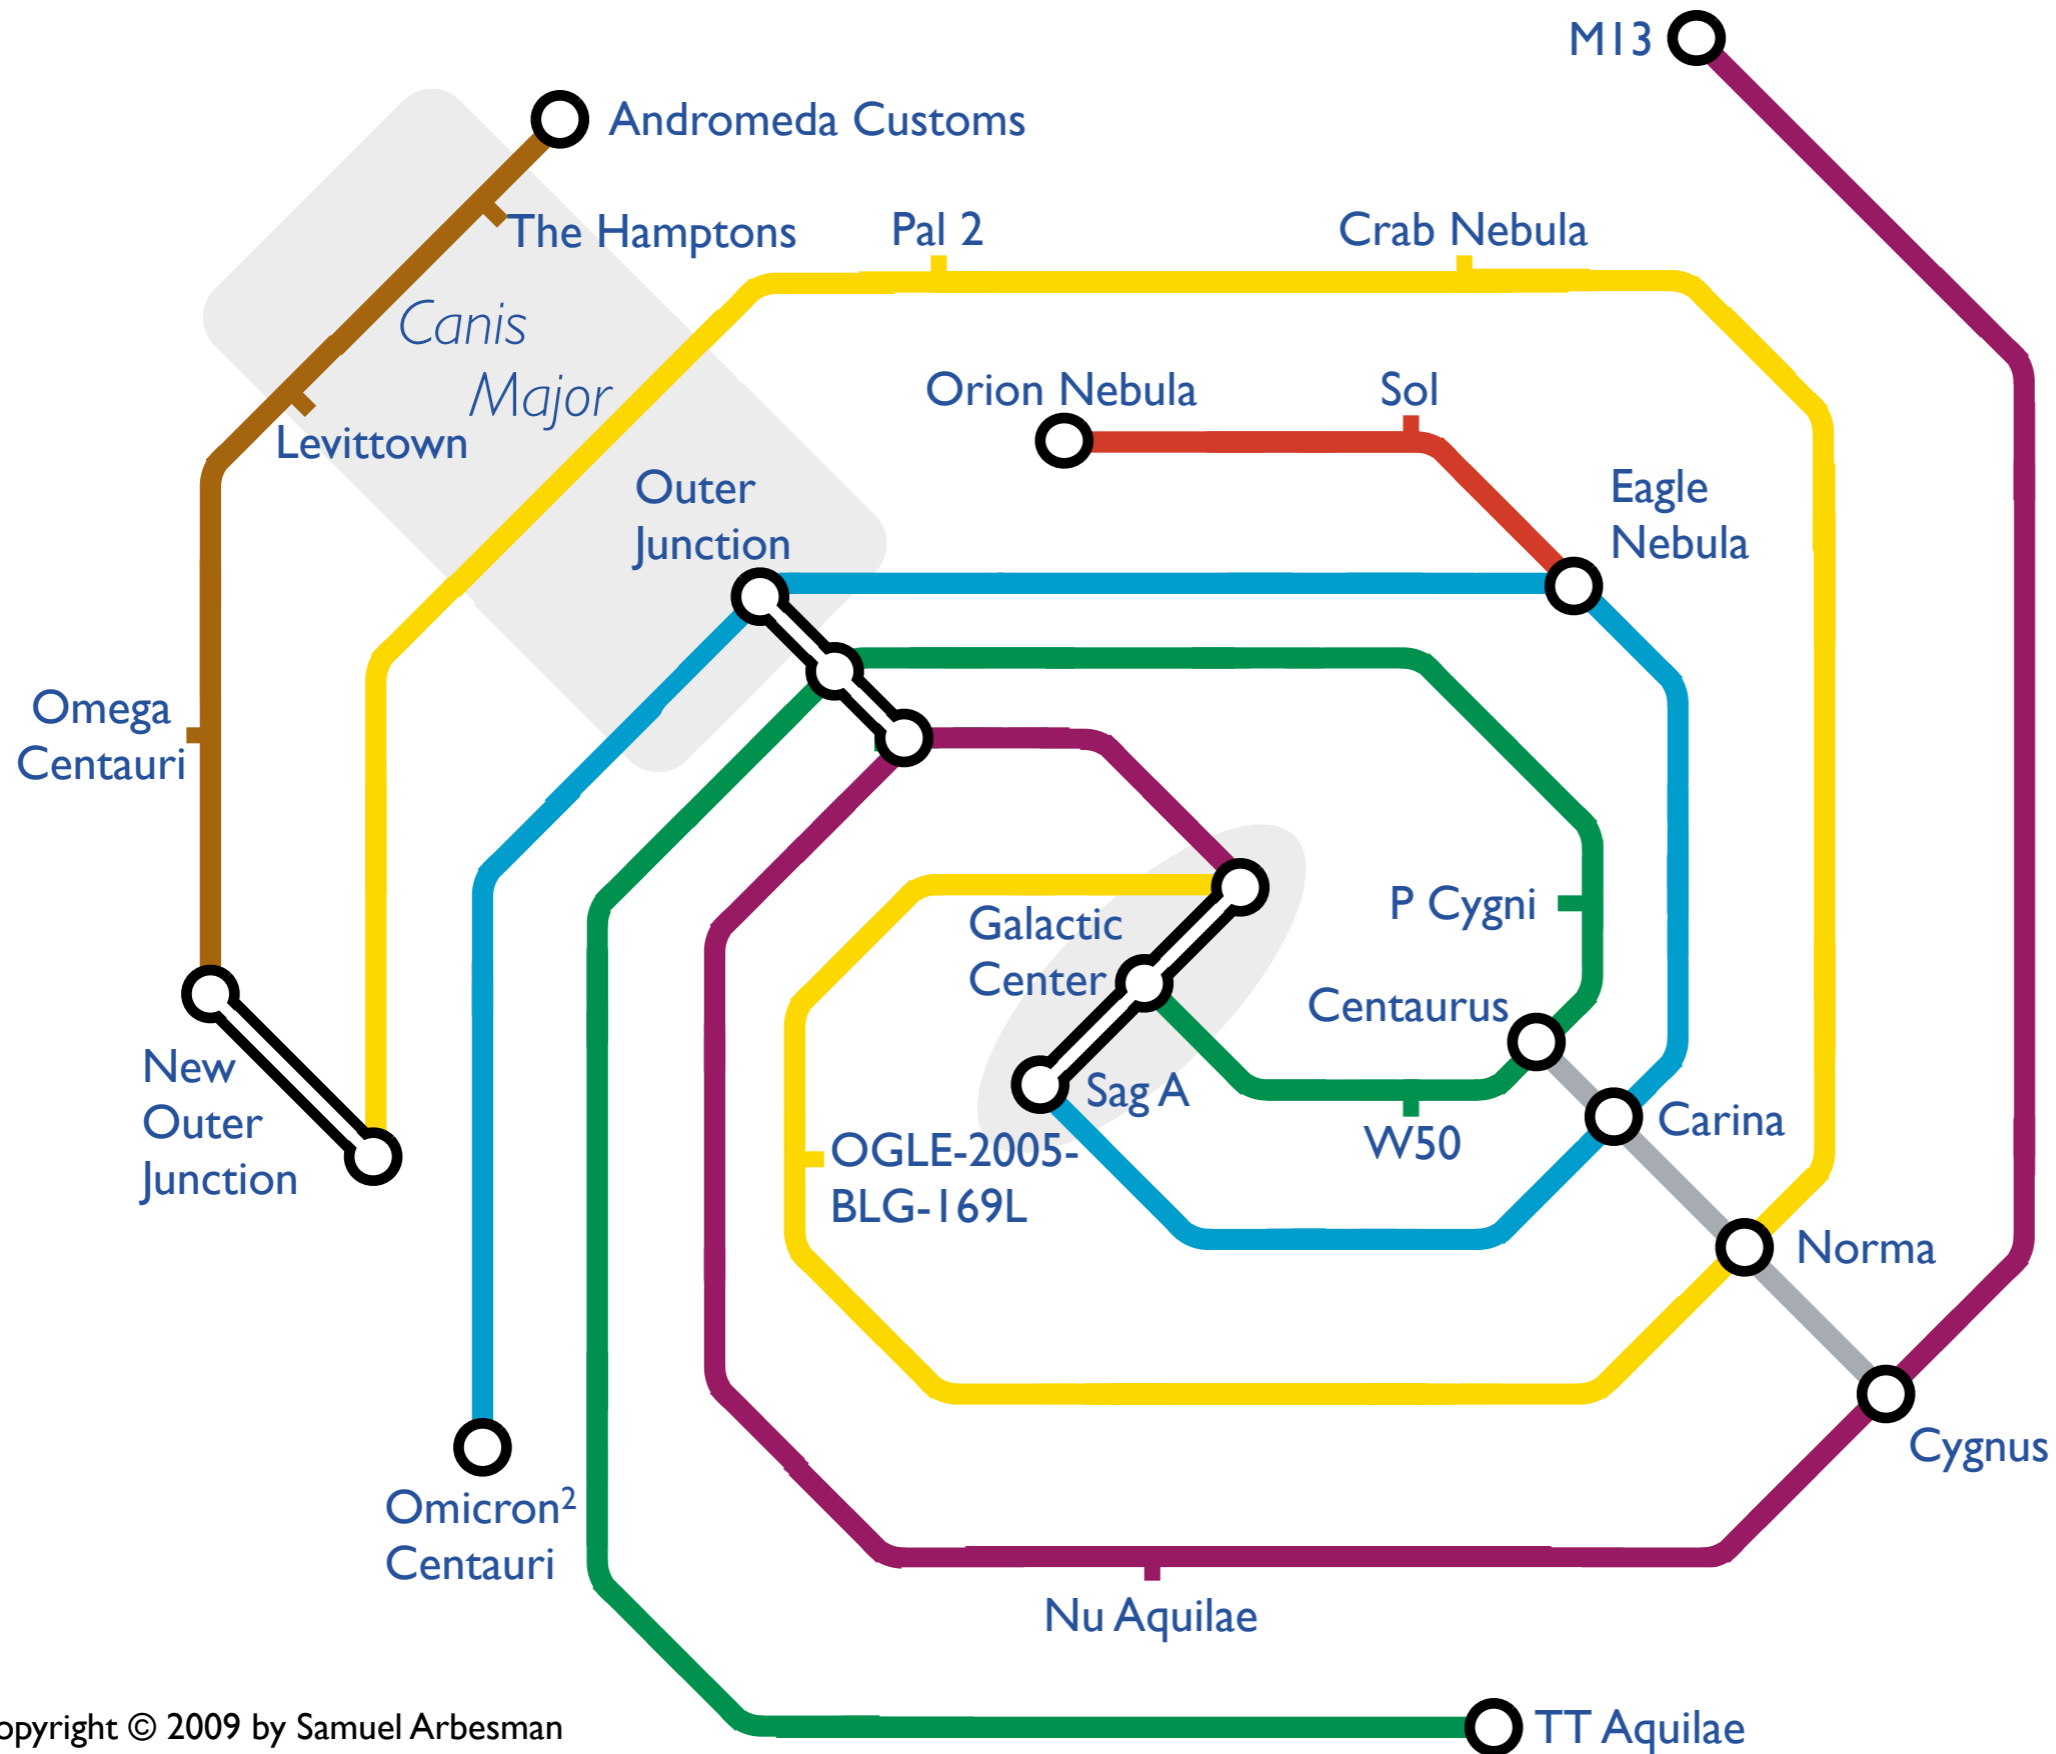 M13
Andromeda Customs
The Hamptons
Pal 2
Crab Nebula
Canis
Major
Orion Nebula
Sol
Levittown
Outer
Junction
Eagle
Nebula
Omega
Centauri
Galactic
Center
P Cygni
Centaurus
New
Outer
Junction
Sag A
Carina
W50
OGLE-2005-
BLG-169L
Norma
Cygnus
Omicron²
Centauri
Nu Aquilae
opyright © 2009 by Samuel Arbesman
TT Aquilae